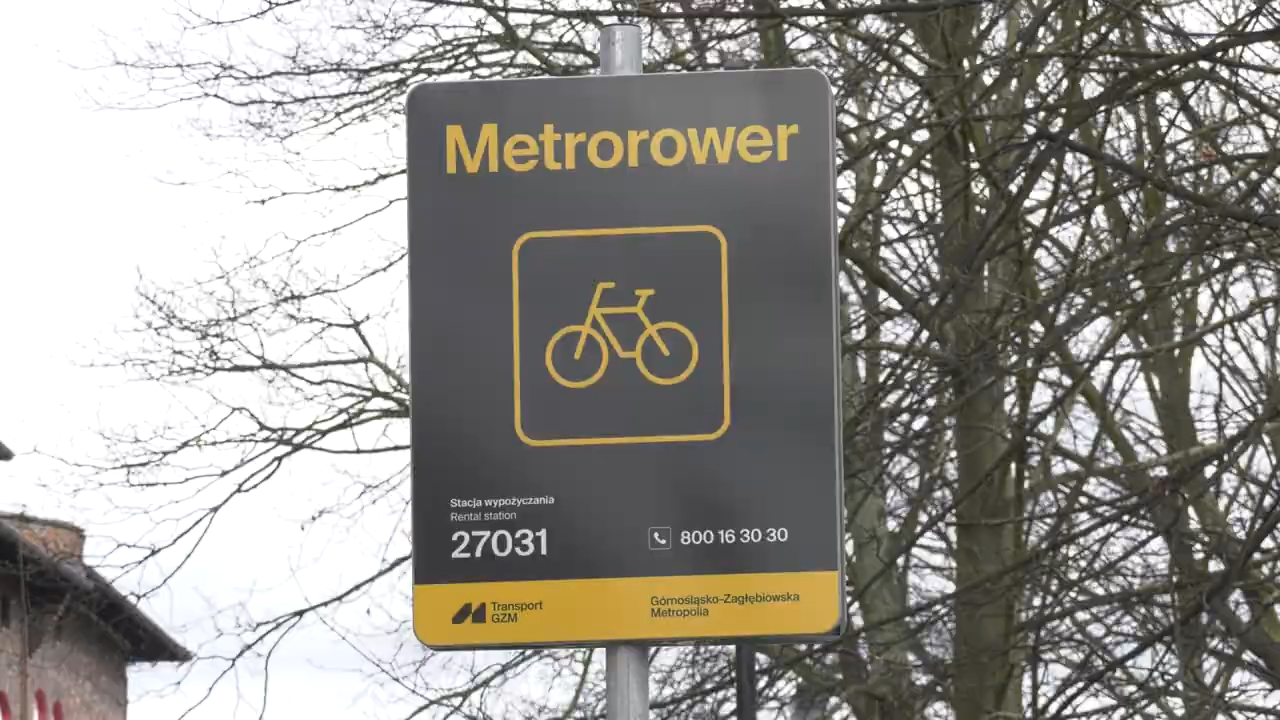 Metrorower
Stacja wypożyczania
Rental station
27031
800 16 30 30
Transport
GZM
Górnośląsko-Zagłębiowska
Metropolia